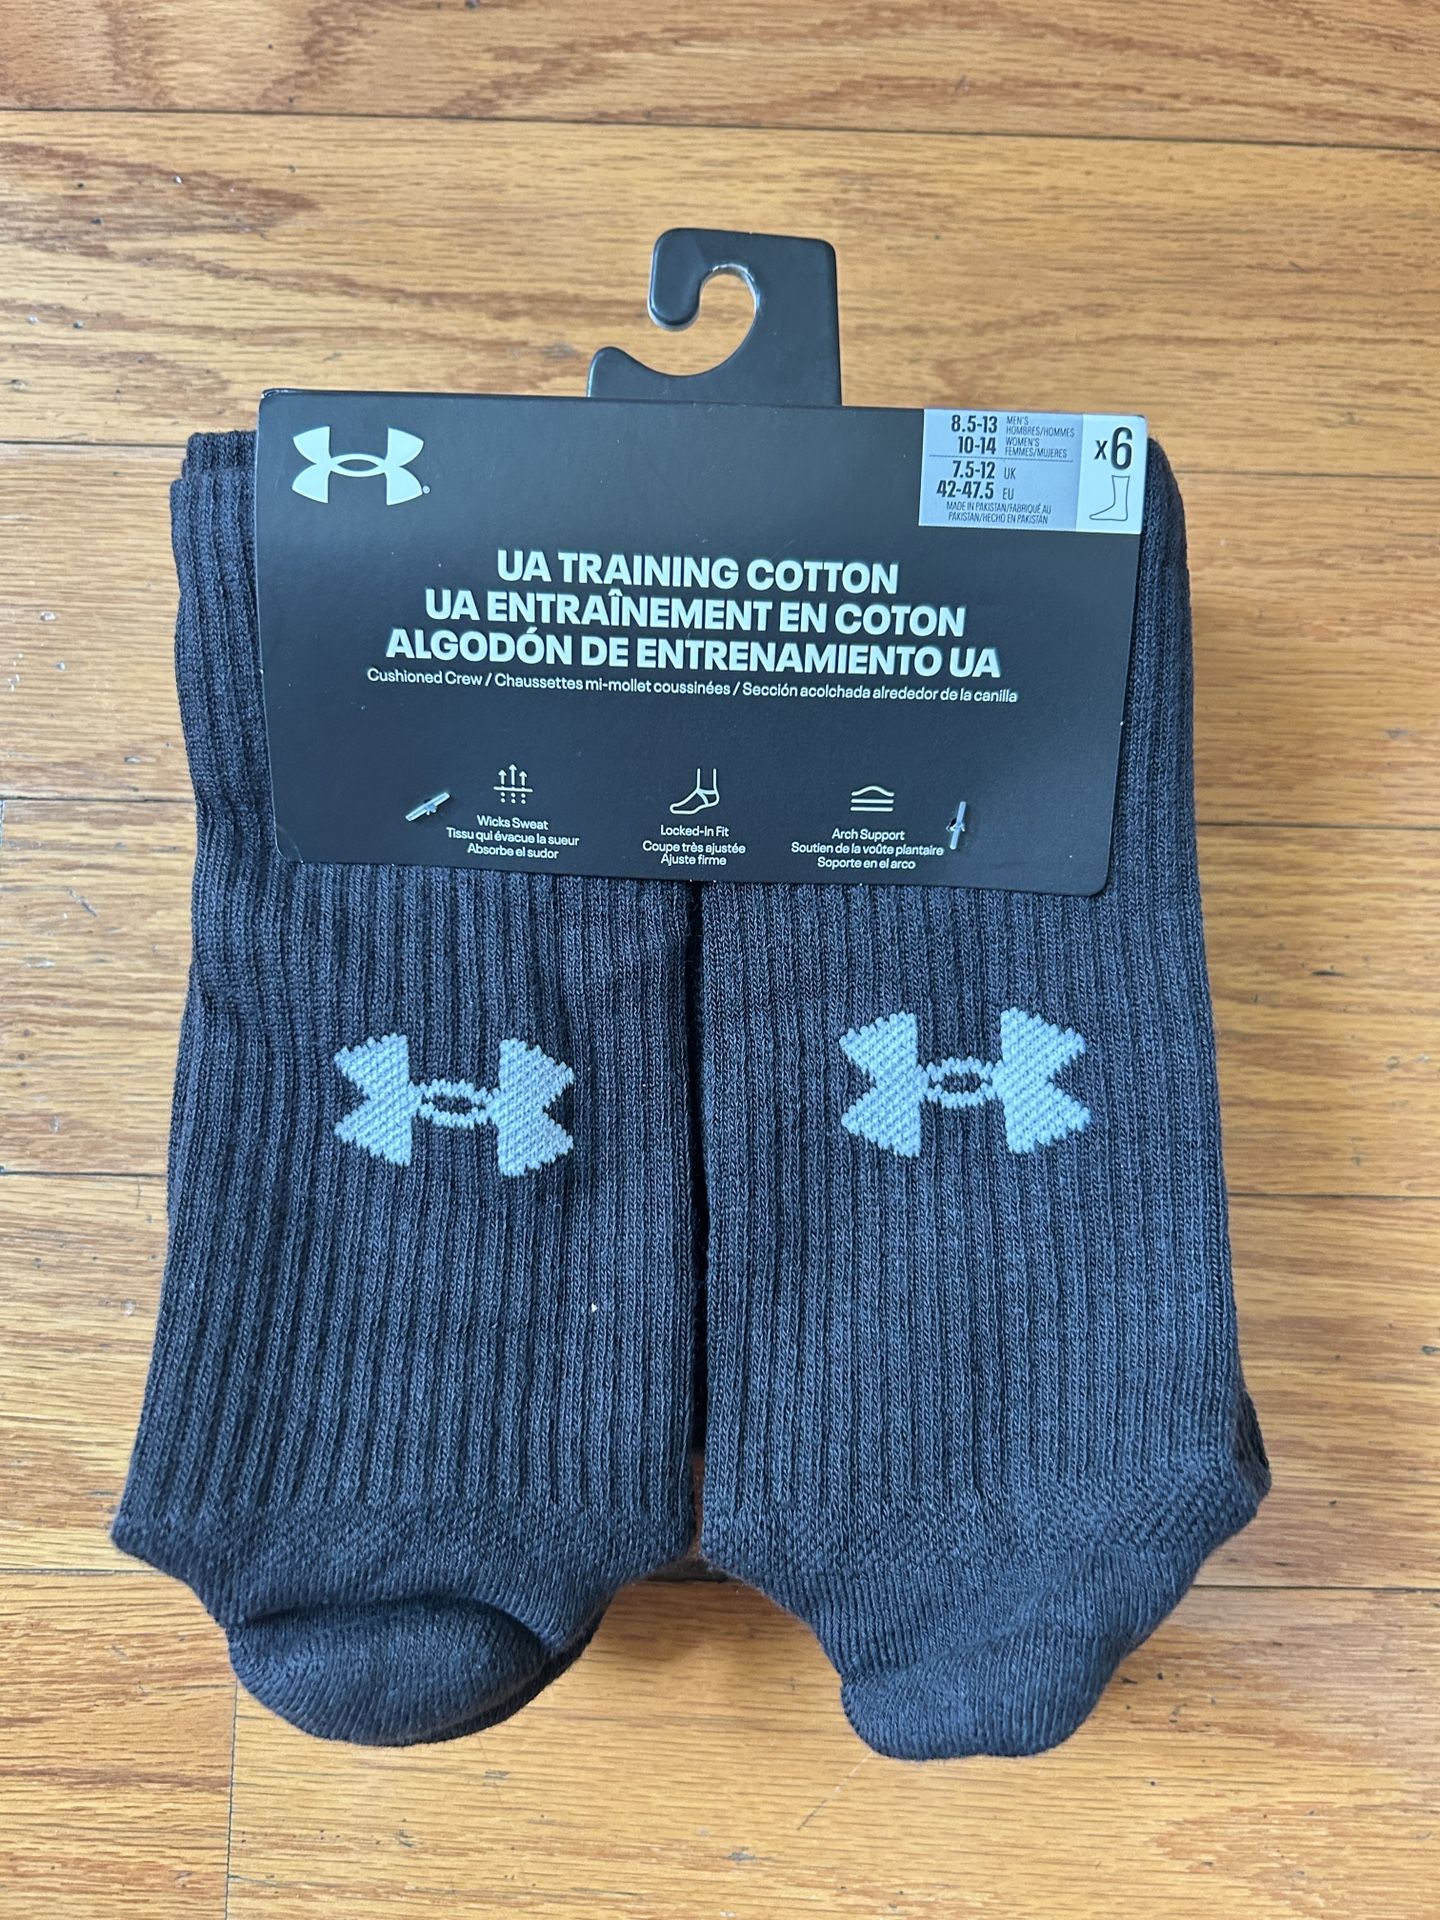 8.5-13 MEN'S
HOMBRES/HOMMES
10-14 WOMEN'S
FEMMES/MUJERES
7.5-12 UK
42-47.5 EU
MADE IN PAKISTAN/FABRIQUÉ AU
PAKISTAN/HECHO EN PAKISTAN
x6
UA TRAINING COTTON
UA ENTRAÎNEMENT EN COTON
ALGODÓN DE ENTRENAMIENTO UA
Cushioned Crew / Chaussettes mi-mollet coussinées / Sección acolchada alrededor de la canilla
Wicks Sweat
Tissu qui évacue la sueur
Absorbe el sudor
Locked-In Fit
Coupe très ajustée
Ajuste firme
Arch Support
Soutien de la voûte plantaire
Soporte en el arco